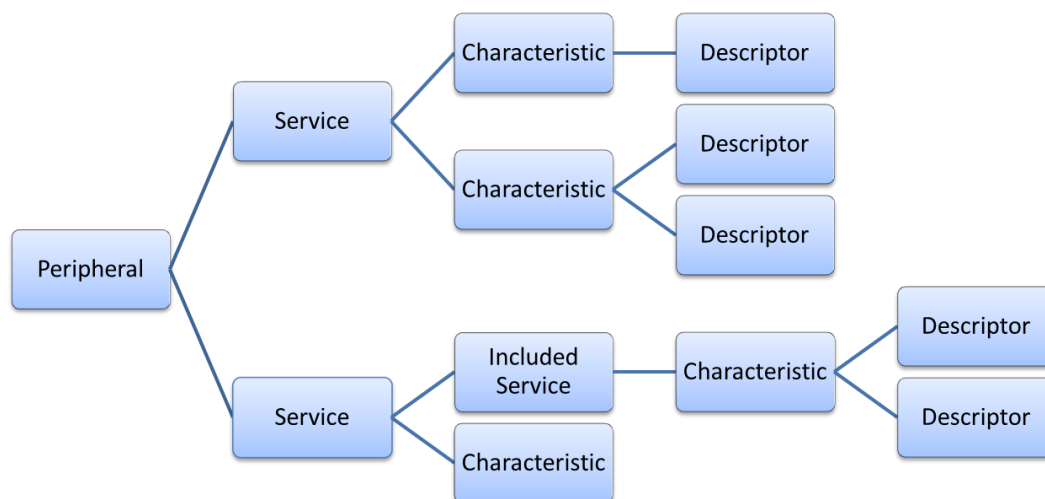 Characteristic
Descriptor
Service
Descriptor
Characteristic
Descriptor
Peripheral
Descriptor
Included
Service
Characteristic
Service
Descriptor
Characteristic